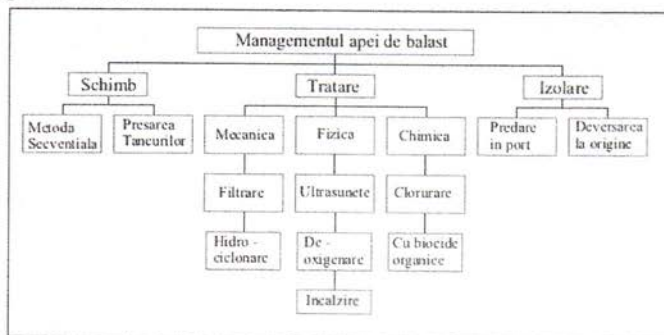 Managementul apei de balast
Schimb
Tratare
Izolare
Metoda
Secventiala
Presarea
Tancurilor
Mecanica
Fizica
Chimica
Predare
in port
Deversarea
la origine
Filtrare
Ultrasunete
Clorurare
Hidro -
ciclonare
De -
oxigenare
Cu biocide
organice
Incalzire